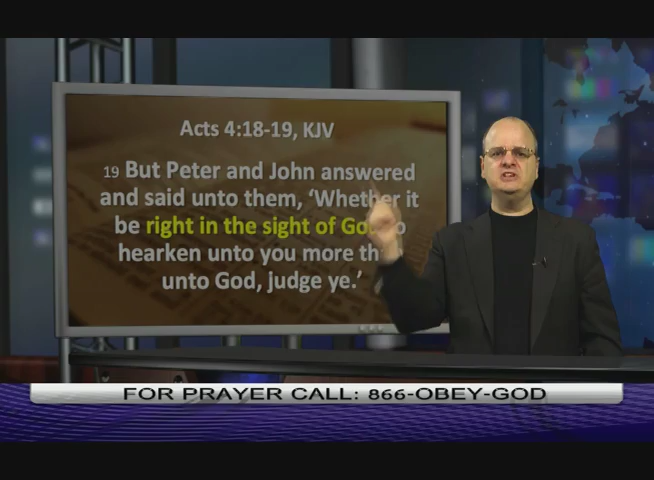 Acts 4:18-19, KJV
19 But Peter and John answered
and said unto them, ‘Whether it
be right in the sight of Go o
hearken unto you more th
unto God, judge ye.’
FOR PRAYER CALL: 866-OBEY-GOD